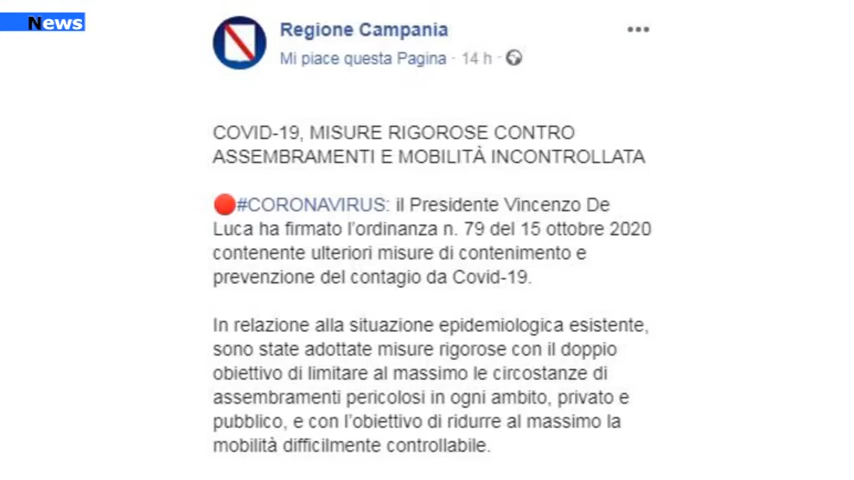 News
Regione Campania
Mi piace questa Pagina · 14 h ·
COVID-19, MISURE RIGOROSE CONTRO
ASSEMBRAMENTI E MOBILITÀ INCONTROLLATA
🔴#CORONAVIRUS: il Presidente Vincenzo De
Luca ha firmato l'ordinanza n. 79 del 15 ottobre 2020
contenente ulteriori misure di contenimento e
prevenzione del contagio da Covid-19.
In relazione alla situazione epidemiologica esistente,
sono state adottate misure rigorose con il doppio
obiettivo di limitare al massimo le circostanze di
assembramenti pericolosi in ogni ambito, privato e
pubblico, e con l'obiettivo di ridurre al massimo la
mobilità difficilmente controllabile.